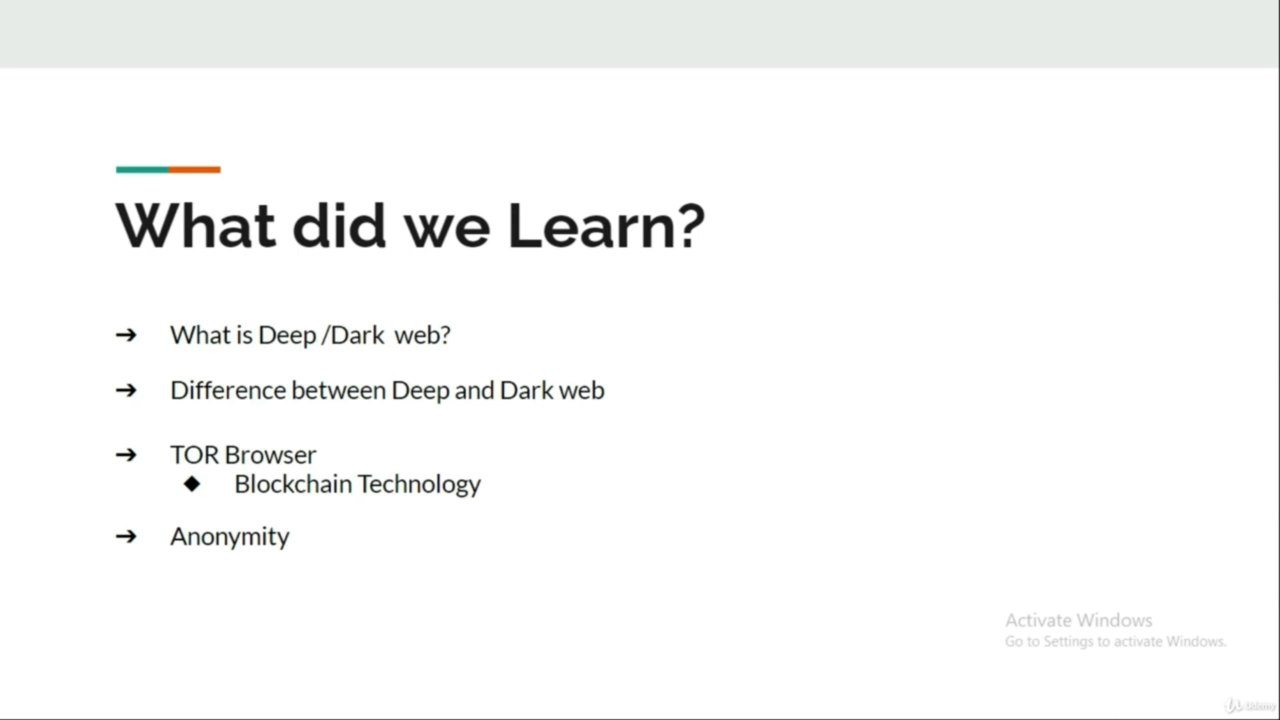 What did we Learn?
➔ What is Deep /Dark  web?
➔ Difference between Deep and Dark web
➔ TOR Browser
◆ Blockchain Technology
➔ Anonymity
Activate Windows
Go to Settings to activate Windows.
Udemy